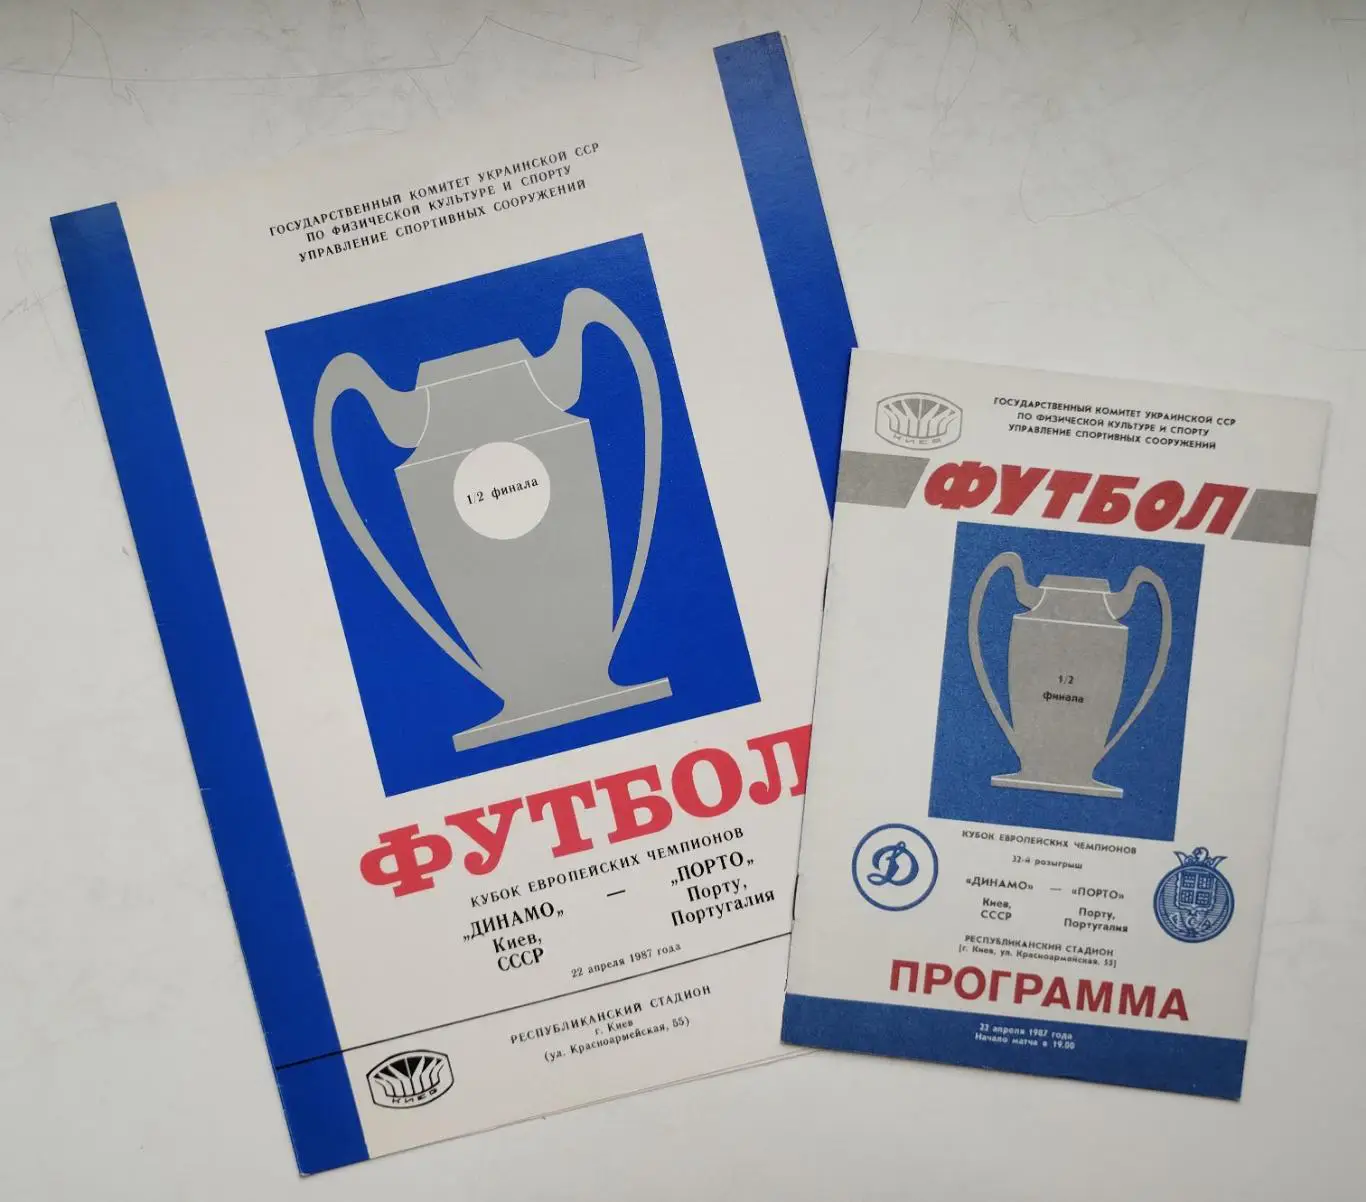 ГОСУДАРСТВЕННЫЙ КОМИТЕТ УКРАИНСКОЙ ССР
ПО ФИЗИЧЕСКОЙ КУЛЬТУРЕ И СПОРТУ
УПРАВЛЕНИЕ СПОРТИВНЫХ СООРУЖЕНИЙ
1/2 финала
ФУТБОЛ
КУБОК ЕВРОПЕЙСКИХ ЧЕМПИОНОВ
„ДИНАМО„ — „ПОРТО„
Киев, Порту,
СССР Португалия
22 апреля 1987 года
РЕСПУБЛИКАНСКИЙ СТАДИОН
г. Киев
(ул. Красноармейская, 55)
КИЕВ
КИЕВ
ГОСУДАРСТВЕННЫЙ КОМИТЕТ УКРАИНСКОЙ ССР
ПО ФИЗИЧЕСКОЙ КУЛЬТУРЕ И СПОРТУ
УПРАВЛЕНИЕ СПОРТИВНЫХ СООРУЖЕНИЙ
ФУТБОЛ
1/2
финала
КУБОК ЕВРОПЕЙСКИХ ЧЕМПИОНОВ
32-й розыгрыш
«ДИНАМО» — «ПОРТО»
Киев, Порту,
СССР Португалия
Д
РЕСПУБЛИКАНСКИЙ СТАДИОН
[г. Киев, ул. Красноармейская, 55]
ПРОГРАММА
22 апреля 1987 года
Начало матча в 19.00